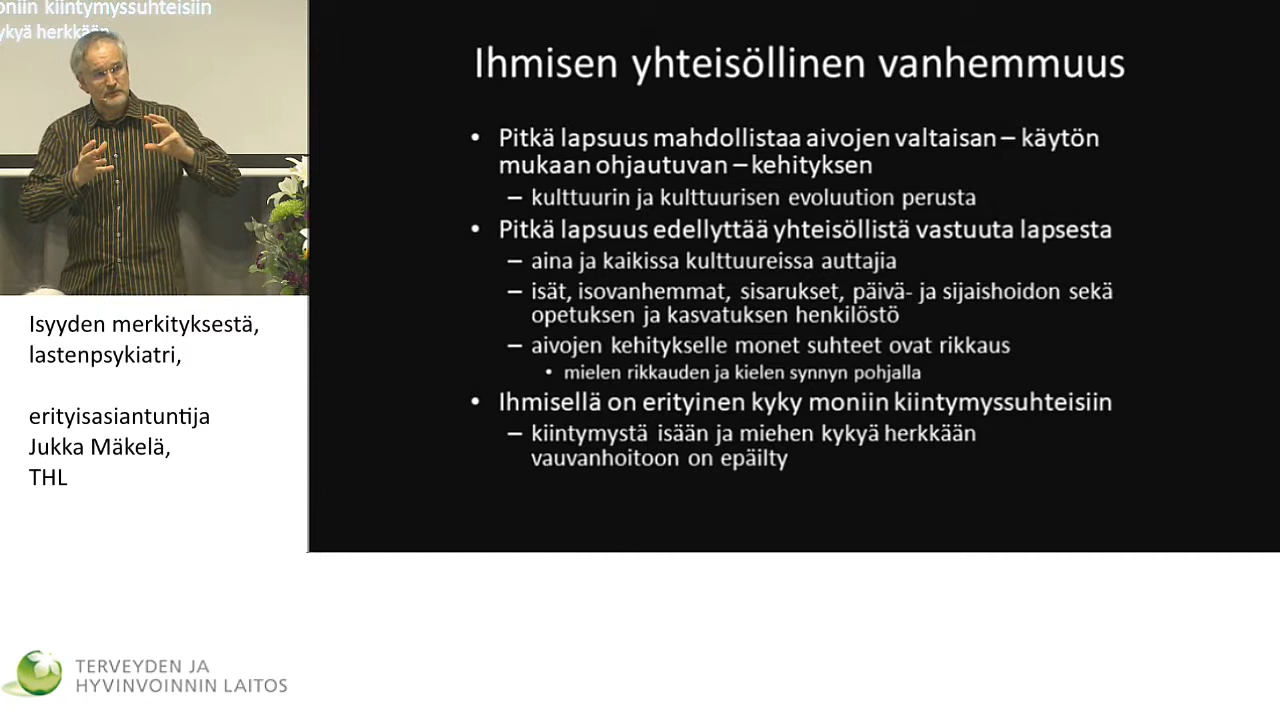 oniin kiintymyssuhteisiin
ykyä herkkään
Ihmisen yhteisöllinen vanhemmuus
• Pitkä lapsuus mahdollistaa aivojen valtaisan – käytön
mukaan ohjautuvan – kehityksen
– kulttuurin ja kulttuurisen evoluution perusta
• Pitkä lapsuus edellyttää yhteisöllistä vastuuta lapsesta
– aina ja kaikissa kulttuureissa auttajia
– isät, isovanhemmat, sisarukset, päivä- ja sijaishoidon sekä
opetuksen ja kasvatuksen henkilöstö
– aivojen kehitykselle monet suhteet ovat rikkaus
• mielen rikkauden ja kielen synnyn pohjalla
• Ihmisellä on erityinen kyky moniin kiintymyssuhteisiin
– kiintymystä isään ja miehen kykyä herkkään
vauvanhoitoon on epäilty
Isyyden merkityksestä,
lastenpsykiatri,
erityisasiantuntija
Jukka Mäkelä,
THL
TERVEYDEN JA
HYVINVOINNIN LAITOS